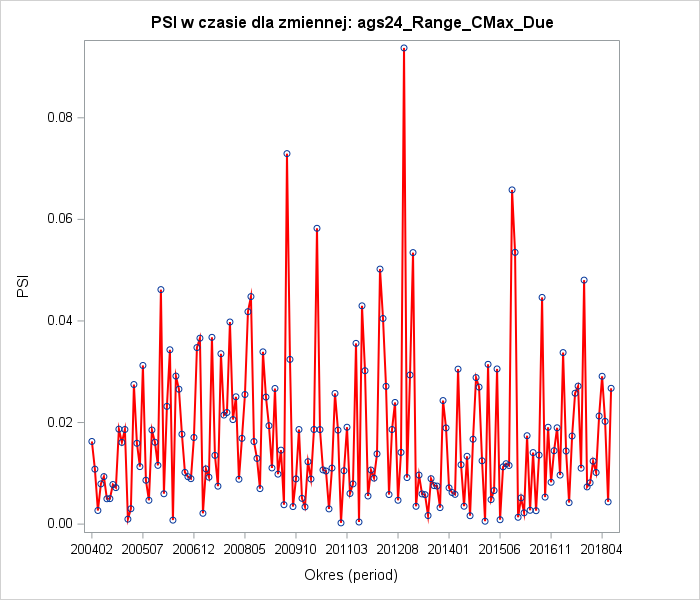 PSI w czasie dla zmiennej: ags24_Range_CMax_Due
0.08
0.06
0.04
0.02
0.00
PSI
200402 200507 200612 200805 200910 201103 201208 201401 201506 201611 201804
Okres (period)